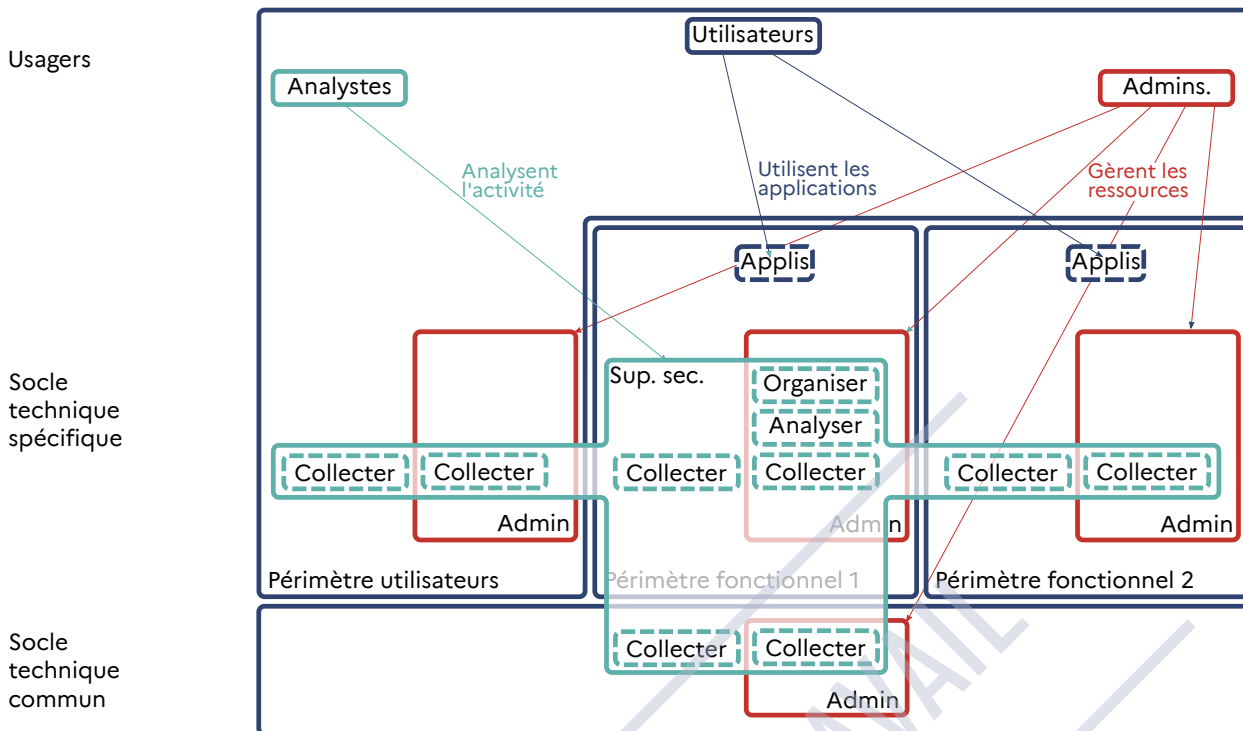 Usagers
Utilisateurs
Analystes
Admins.
Analysent
l'activité
Utilisent les
applications
Gèrent les
ressources
Applis
Applis
Socle
technique
spécifique
Sup. sec.
Organiser
Analyser
Collecter
Collecter
Collecter
Collecter
Collecter
Collecter
Admin
Admin
Admin
Périmètre utilisateurs
Périmètre fonctionnel 1
Périmètre fonctionnel 2
Socle
technique
commun
Collecter
Collecter
Admin
AVAIL